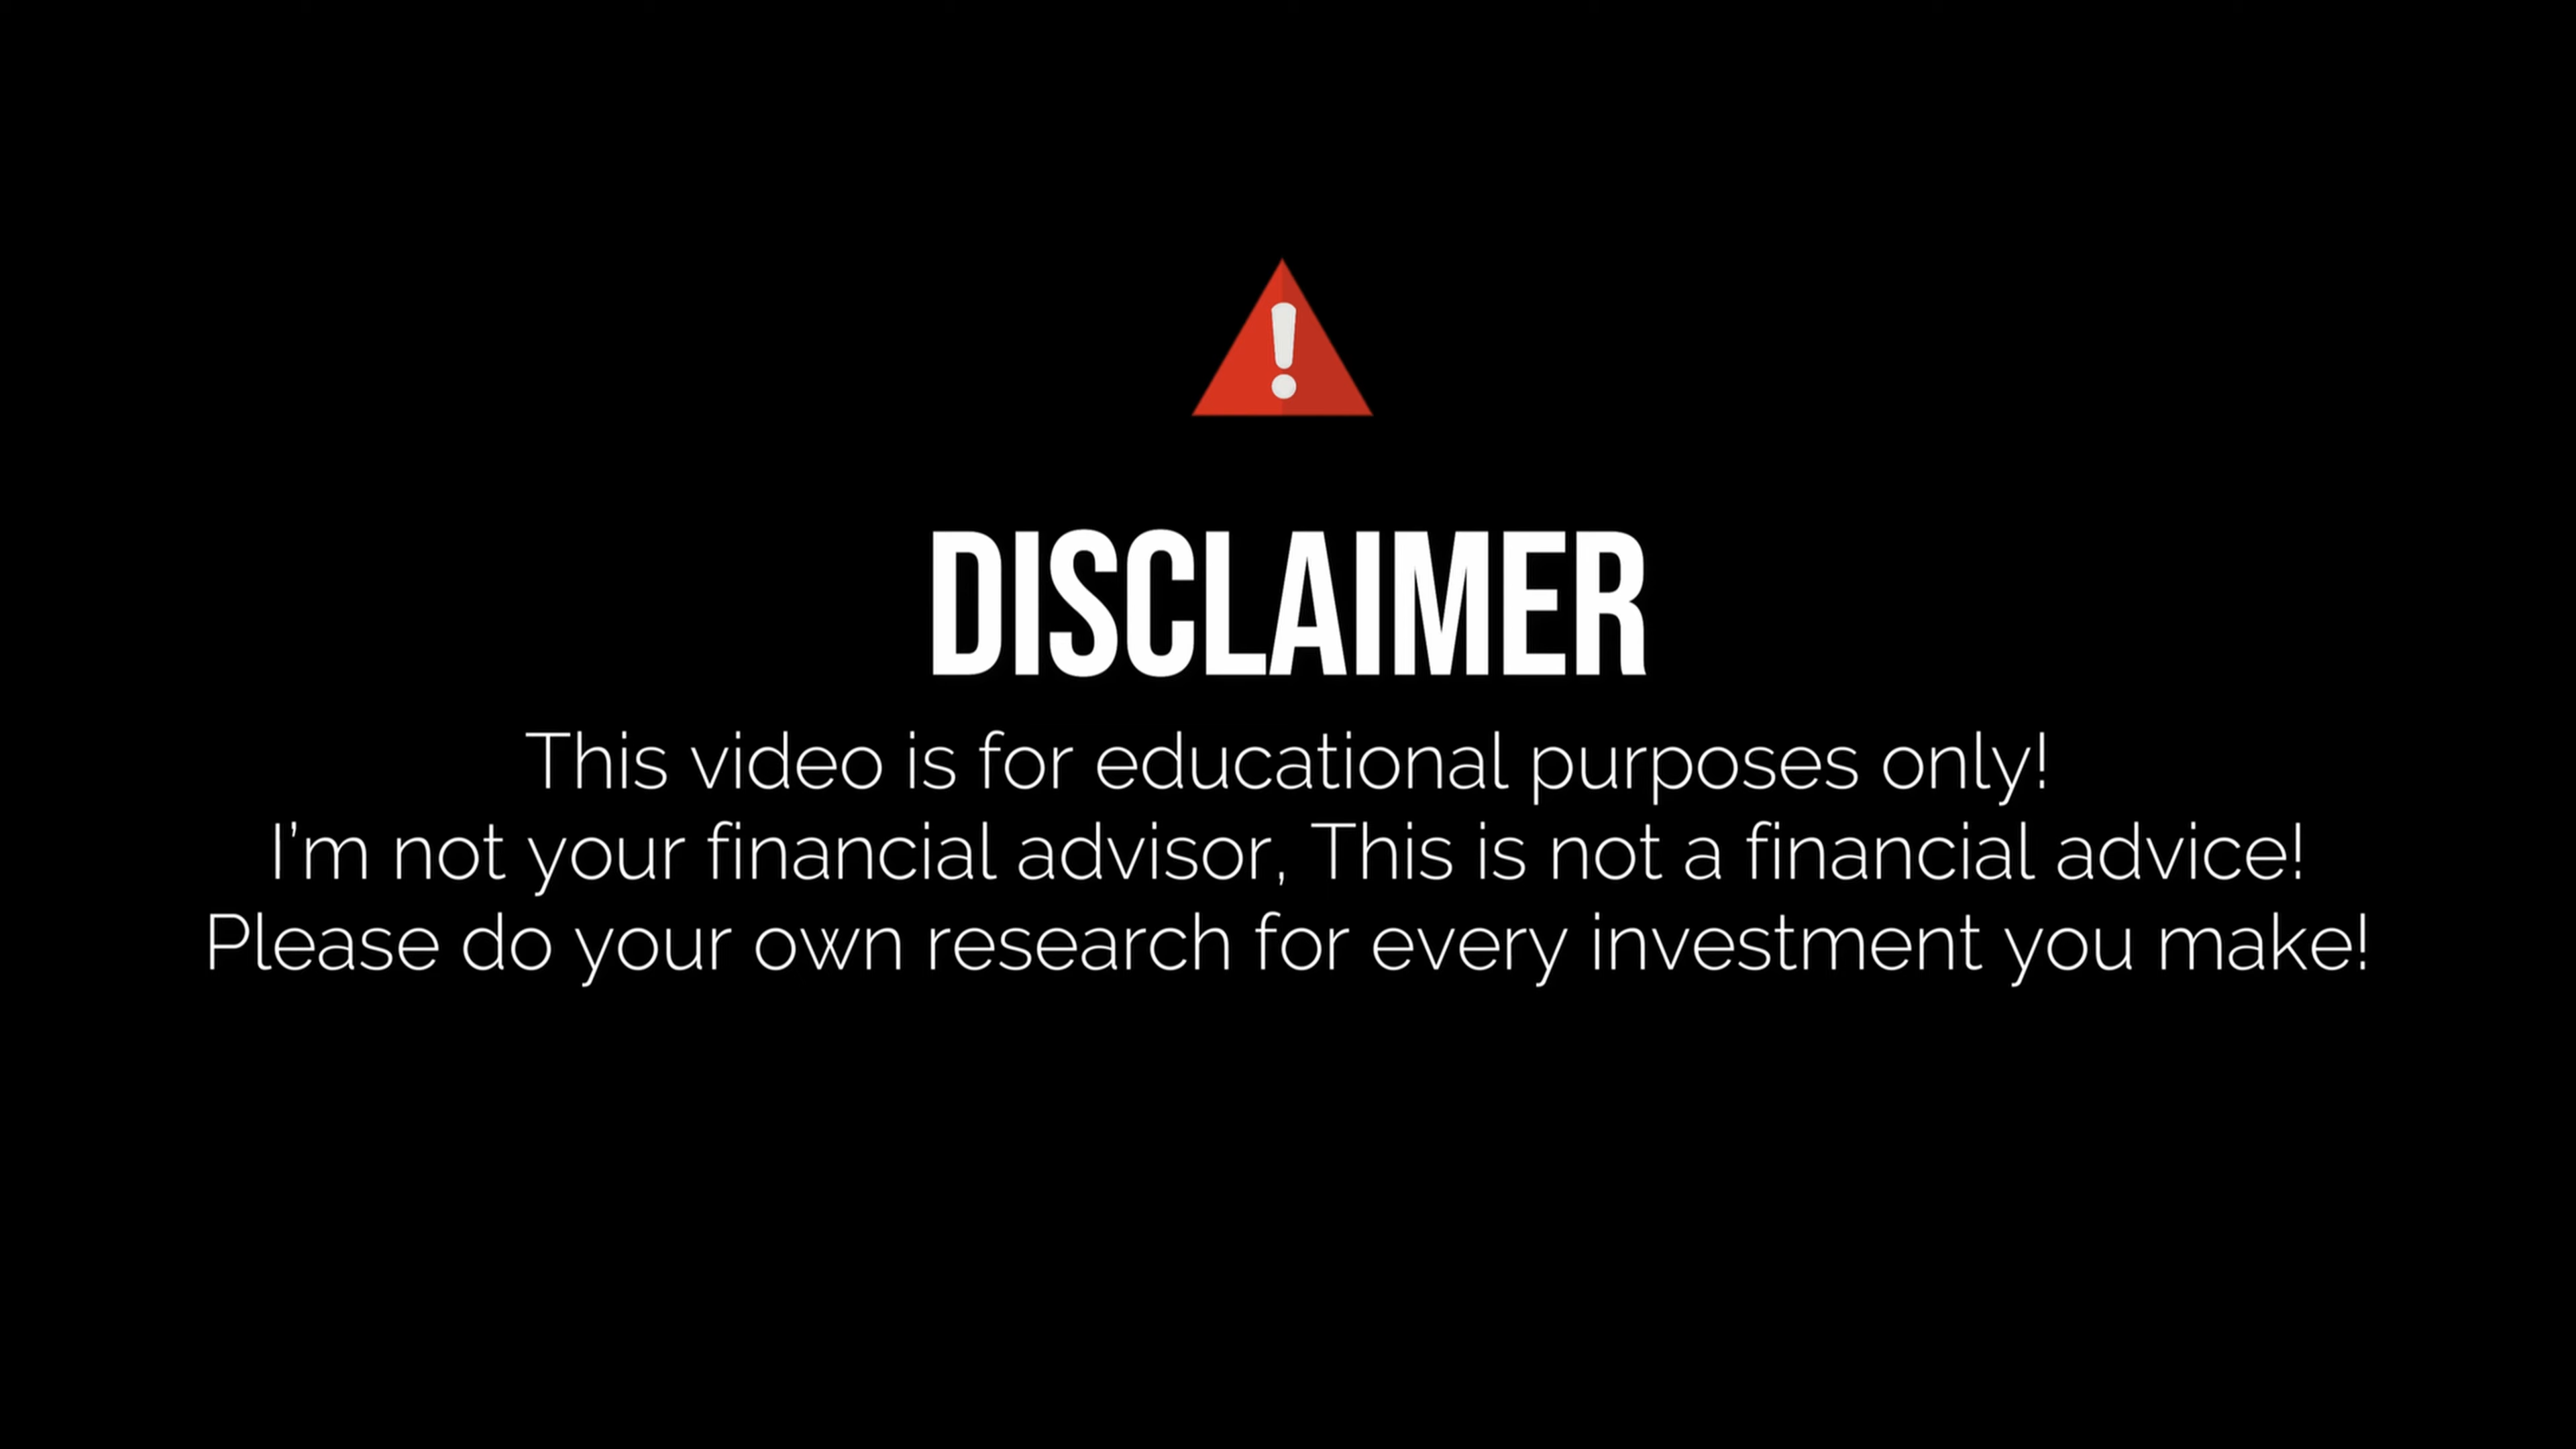 DISCLAIMER
This video is for educational purposes only!
I'm not your financial advisor, This is not a financial advice!
Please do your own research for every investment you make!